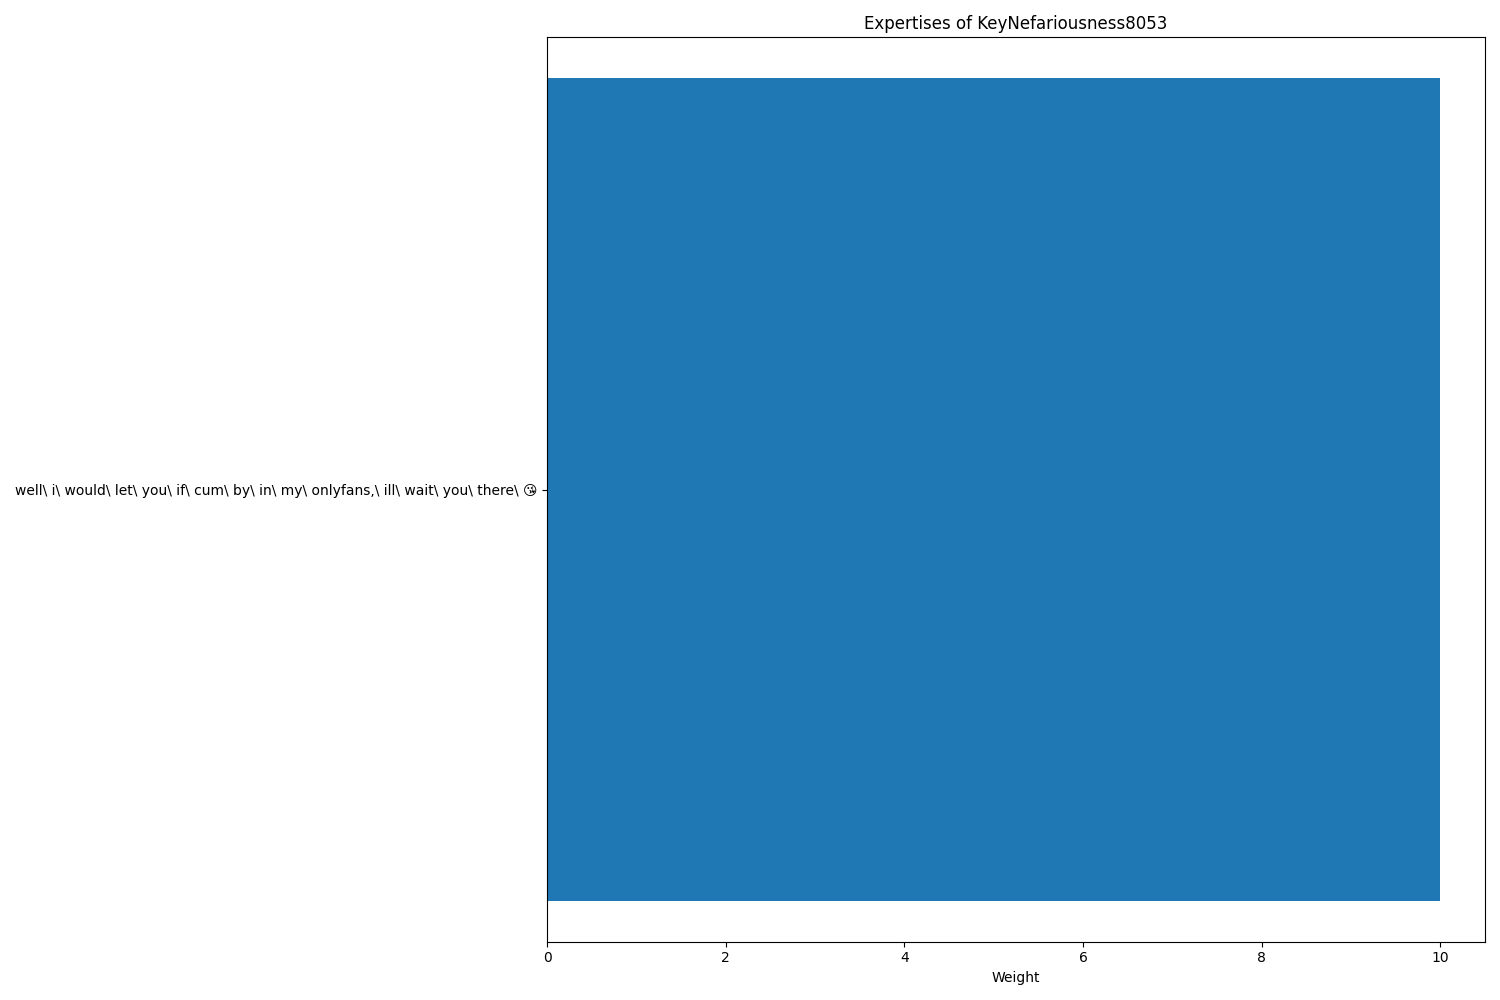 Expertises of KeyNefariousness8053
well\ i\ would\ let\ you\ if\ cum\ by\ in\ my\ onlyfans,\ ill\ wait\ you\ there\ 😘
0 2 4 6 8 10
Weight